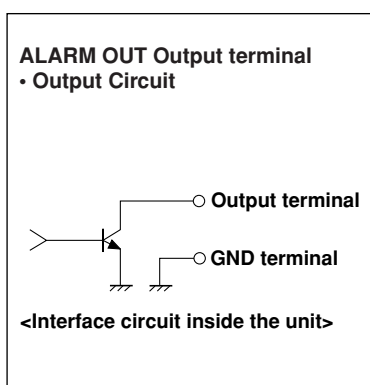 ALARM OUT Output terminal
• Output Circuit
Output terminal
GND terminal
<Interface circuit inside the unit>